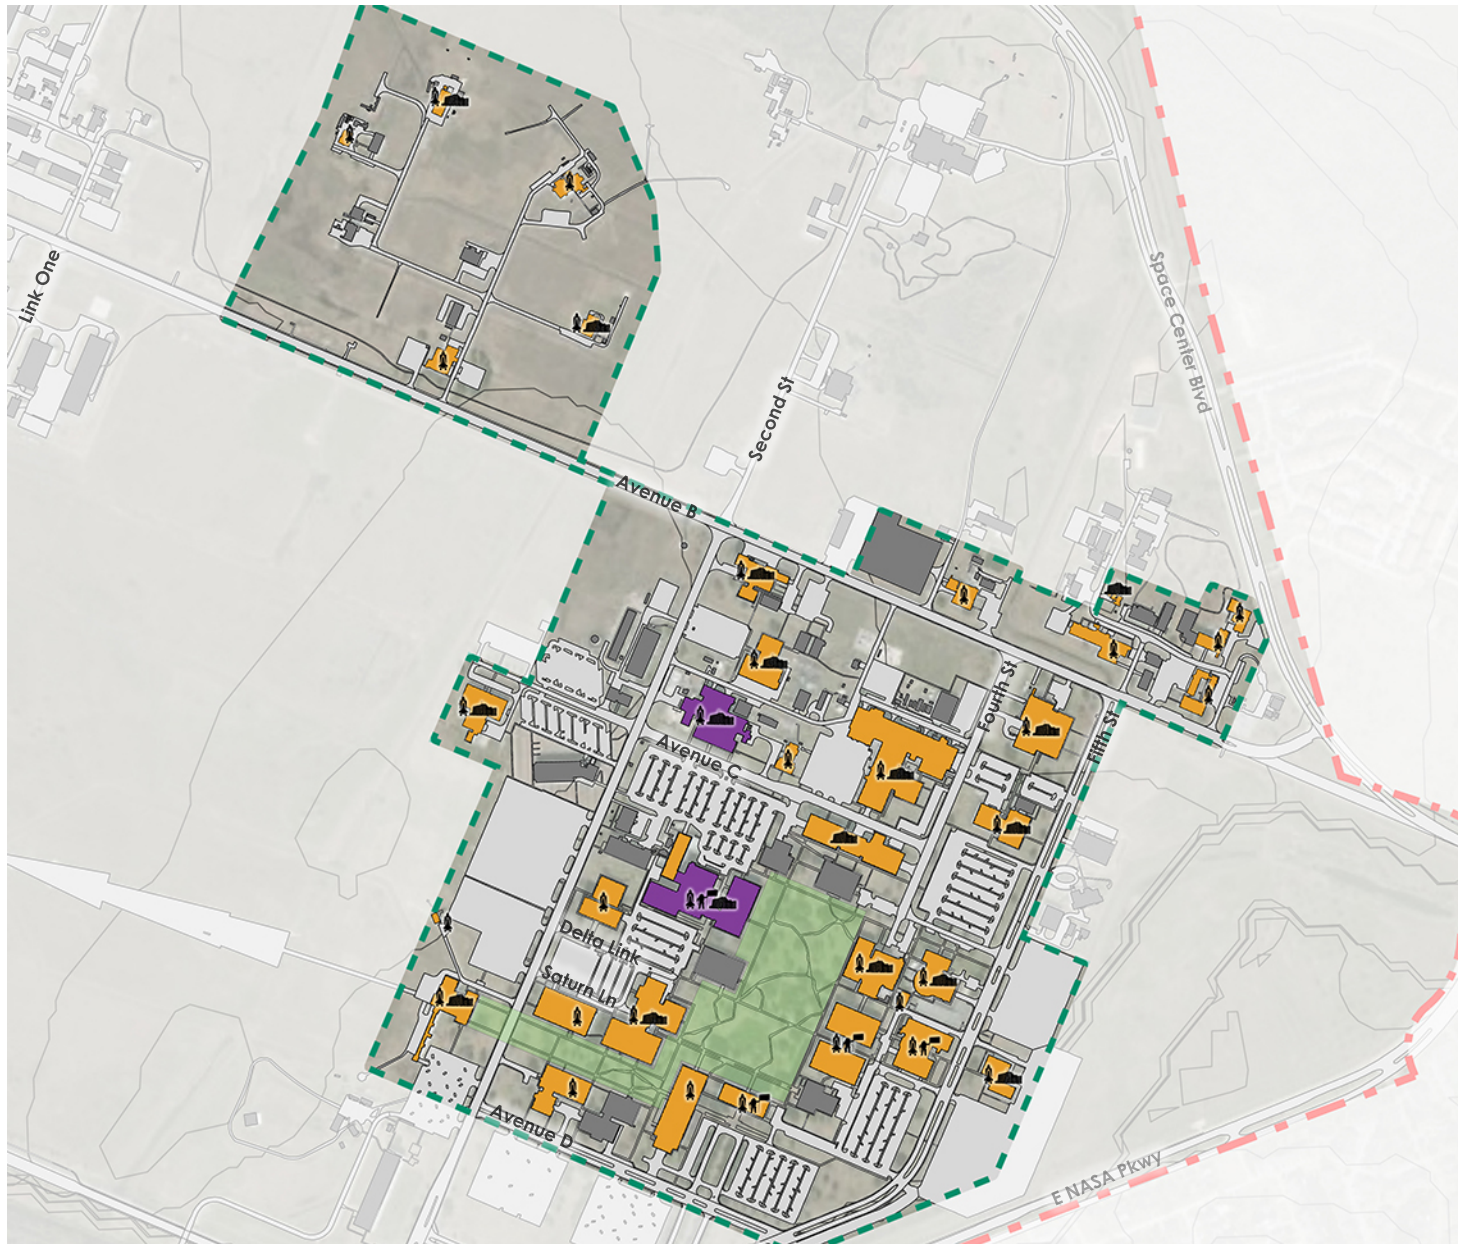 Link One
Space Center Blvd
Second St
Avenue B
Fourth St
Fifth St
Avenue C
Delta Link
Saturn Ln
Avenue D
E NASA Pkwy